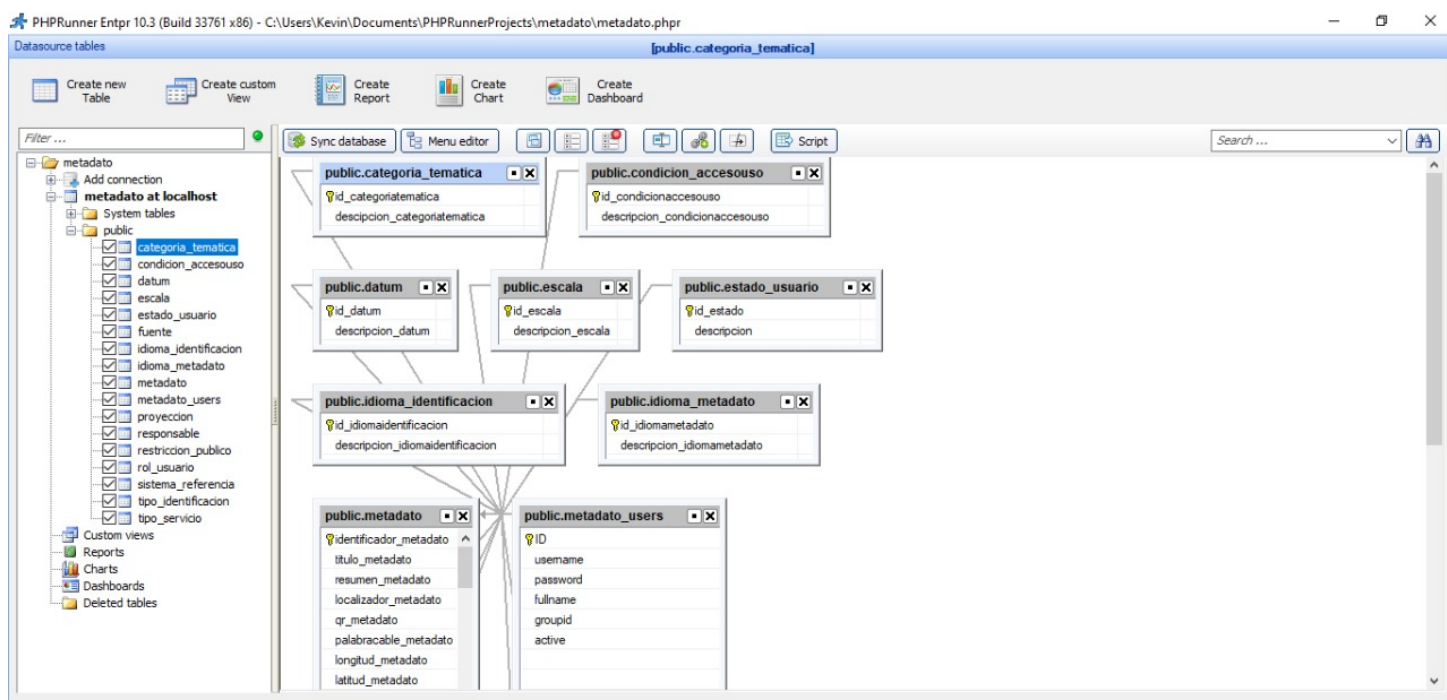 PHPRunner Entpr 10.3 (Build 33761 x86) - C:\Users\Kevin\Documents\PHPRunnerProjects\metadato\metadato.phpr
Datasource tables
[public.categoria_tematica]
Create new
Table
Create custom
View
Create
Report
Create
Chart
Create
Dashboard
Filter ...
Sync database
Menu editor
Script
Search ...
metadato
Add connection
metadato at localhost
System tables
public
categoria_tematica
condicion_accesouso
datum
escala
estado_usuario
fuente
idioma_identificacion
idioma_metadato
metadato
metadato_users
proyeccion
responsable
restriccion_publico
rol_usuario
sistema_referencia
tipo_identificacion
tipo_servicio
Custom views
Reports
Charts
Dashboards
Deleted tables
public.categoria_tematica
id_categoriatematica
descipcion_categoriatematica
public.condicion_accesouso
id_condicionaccesouso
descripcion_condicionaccesouso
public.datum
id_datum
descripcion_datum
public.escala
id_escala
descripcion_escala
public.estado_usuario
id_estado
descripcion
public.idioma_identificacion
id_idiomaidentificacion
descripcion_idiomaidentificacion
public.idioma_metadato
id_idiomametadato
descripcion_idiomametadato
public.metadato
identificador_metadato
titulo_metadato
resumen_metadato
localizador_metadato
qr_metadato
palabracable_metadato
longitud_metadato
latitud_metadato
public.metadato_users
ID
username
password
fullname
groupid
active